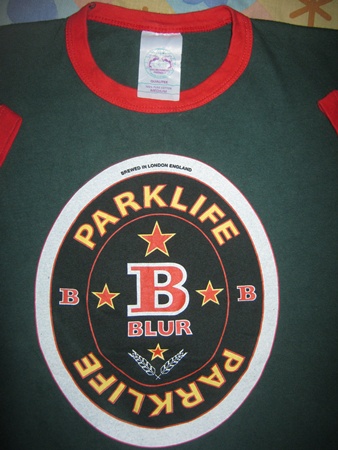 BREWED IN LONDON ENGLAND
PARKLIFE
B B B
BLUR
PARKLIFE